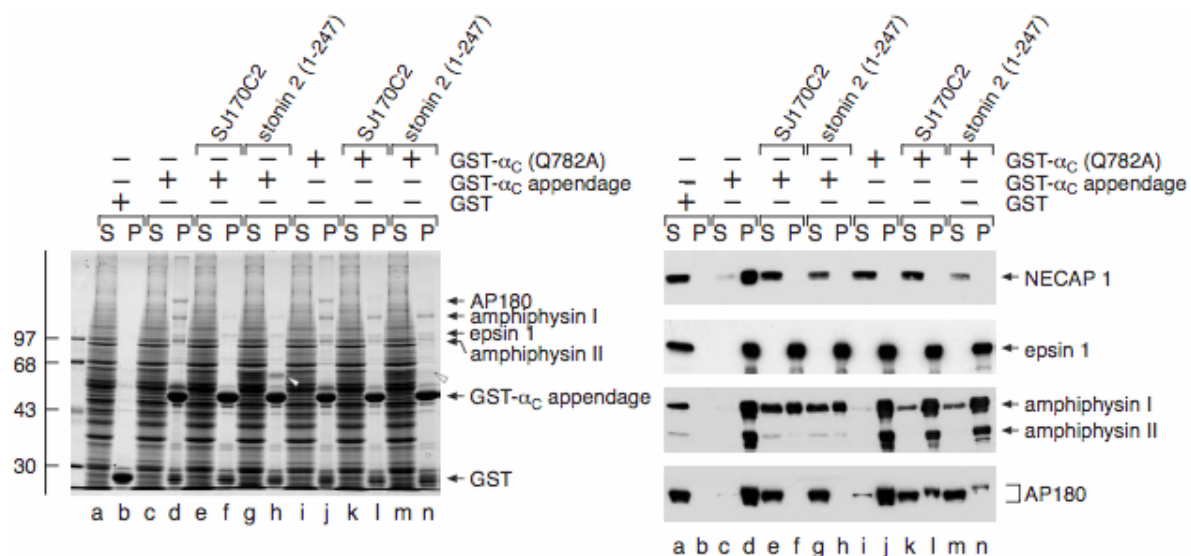 SJ170C2
stonin 2 (1-247)
SJ170C2
stonin 2 (1-247)
− − − − + + + GST-αC (Q782A)
− + + + − − − GST-αC appendage
+ − − − − − − GST
S P S P S P S P S P S P S P
97
68
43
30
AP180
amphiphysin I
epsin 1
amphiphysin II
GST-αC appendage
GST
a b c d e f g h i j k l m n
SJ170C2
stonin 2 (1-247)
SJ170C2
stonin 2 (1-247)
− − − − + + + GST-αC (Q782A)
− + + + − − − GST-αC appendage
+ − − − − − − GST
S P S P S P S P S P S P S P
NECAP 1
epsin 1
amphiphysin I
amphiphysin II
AP180
a b c d e f g h i j k l m n